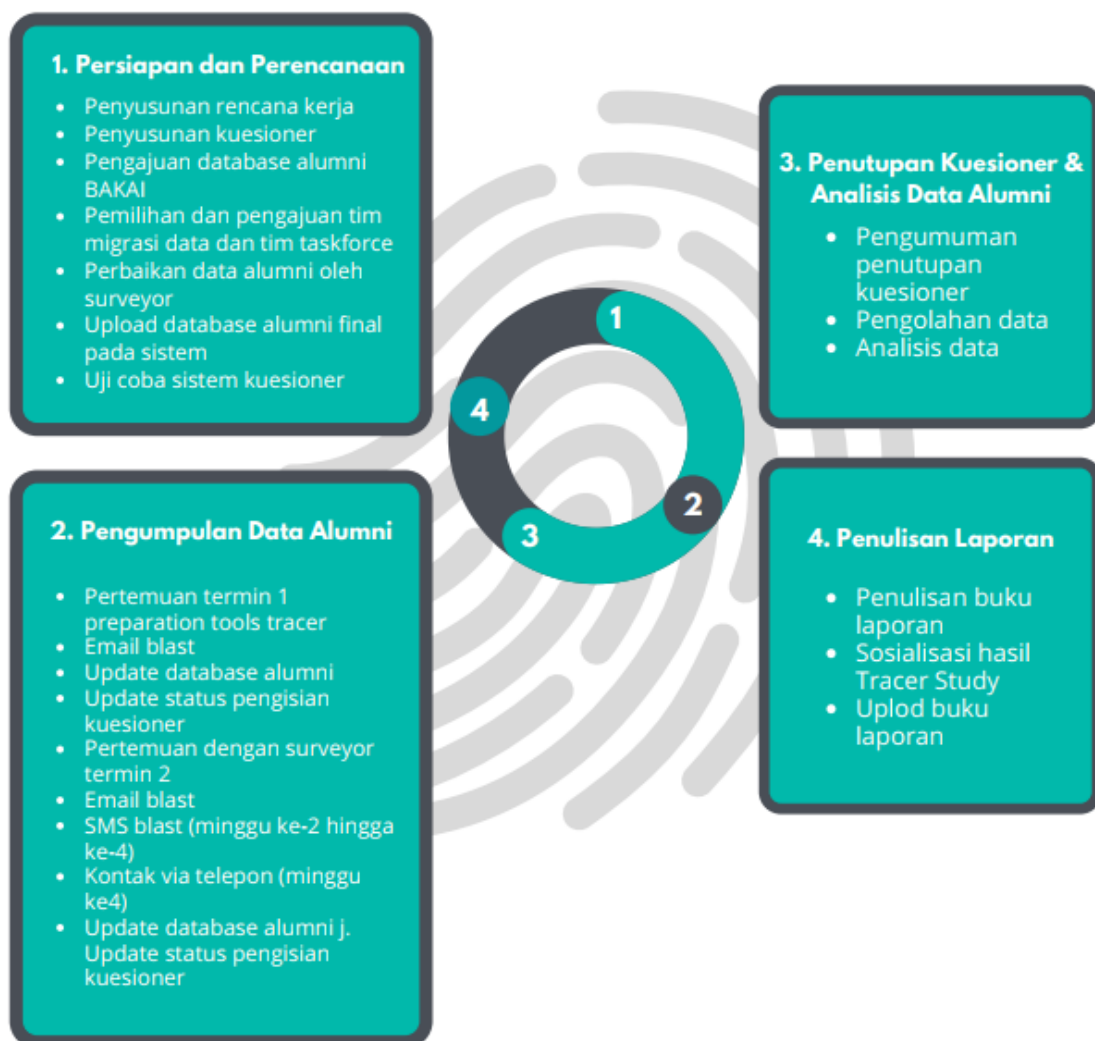 1. Persiapan dan Perencanaan
• Penyusunan rencana kerja
• Penyusunan kuesioner
• Pengajuan database alumni
BAKAI
• Pemilihan dan pengajuan tim
migrasi data dan tim taskforce
• Perbaikan data alumni oleh
surveyor
• Upload database alumni final
pada sistem
• Uji coba sistem kuesioner
2. Pengumpulan Data Alumni
• Pertemuan termin 1
preparation tools tracer
• Email blast
• Update database alumni
• Update status pengisian
kuesioner
• Pertemuan dengan surveyor
termin 2
• Email blast
• SMS blast (minggu ke-2 hingga
ke-4)
• Kontak via telepon (minggu
ke4)
• Update database alumni j.
Update status pengisian
kuesioner
1
2
3
4
3. Penutupan Kuesioner &
Analisis Data Alumni
• Pengumuman
penutupan
kuesioner
• Pengolahan data
• Analisis data
4. Penulisan Laporan
• Penulisan buku
laporan
• Sosialisasi hasil
Tracer Study
• Uplod buku
laporan